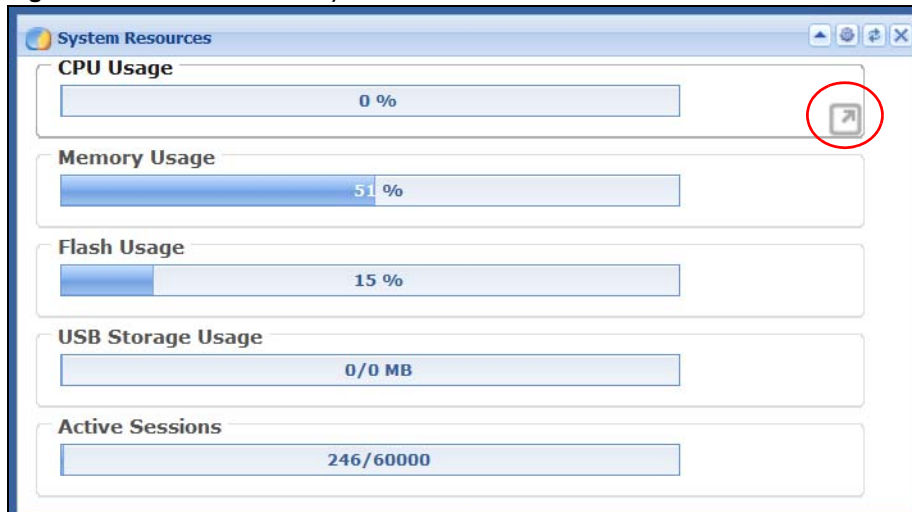 System Resources
CPU Usage
0 %
Memory Usage
51 %
Flash Usage
15 %
USB Storage Usage
0/0 MB
Active Sessions
246/60000